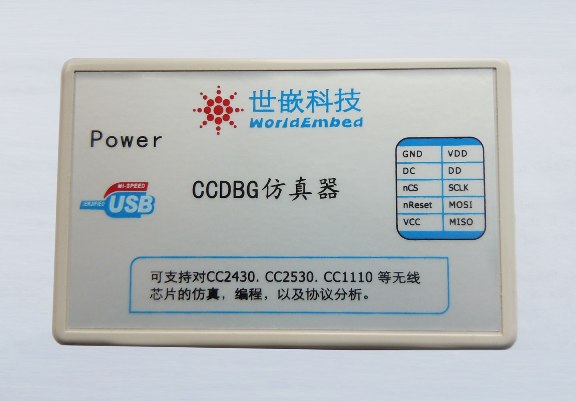 世嵌科技
WorldEmbed
Power
CCDBG仿真器
HI-SPEED
CERTIFIED
USB
GND VDD
DC DD
nCS SCLK
nReset MOSI
VCC MISO
可支持对CC2430, CC2530, CC1110 等无线
芯片的仿真, 编程, 以及协议分析。